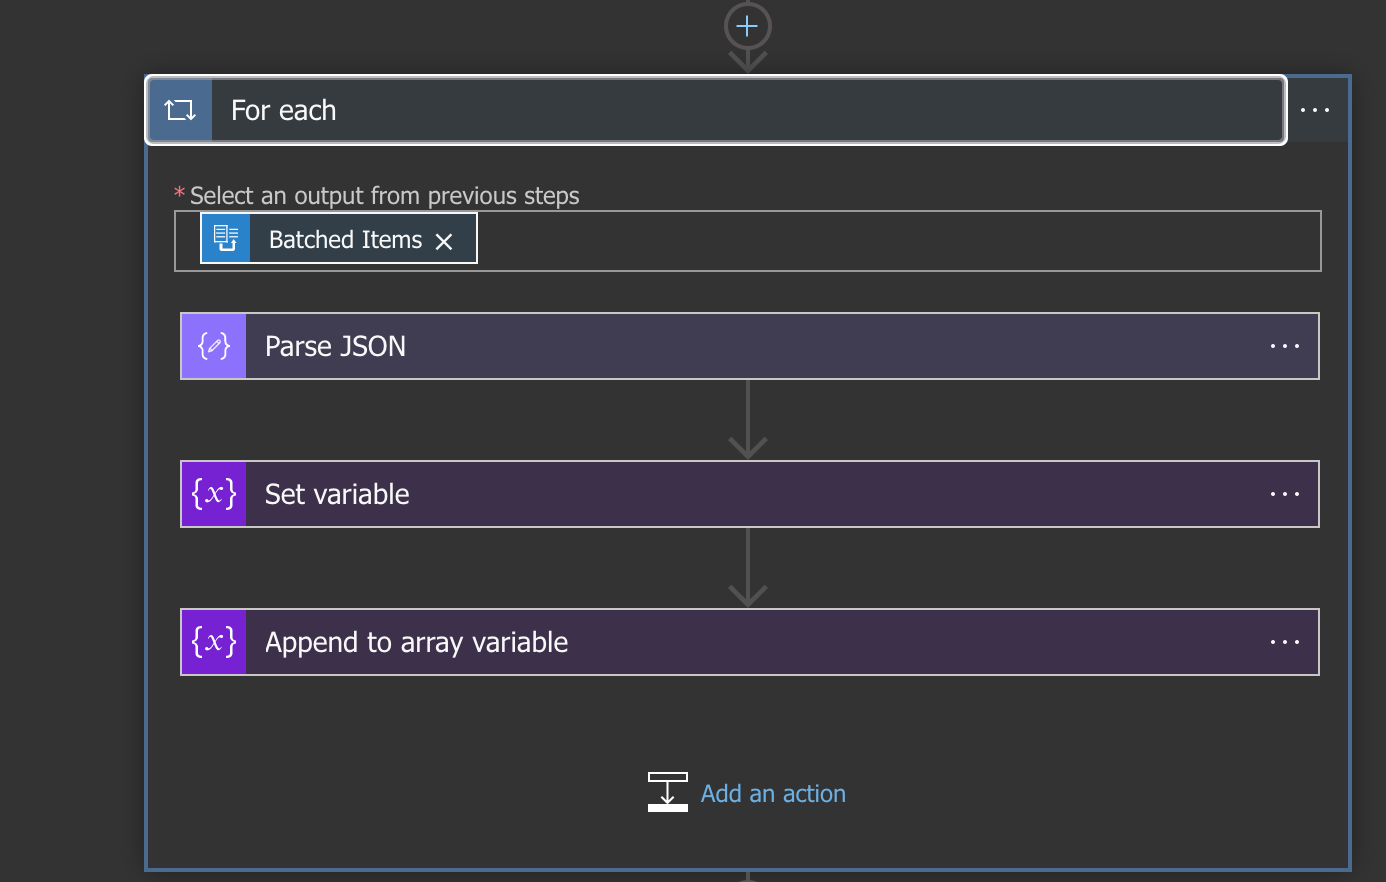 For each
* Select an output from previous steps
Batched Items
Parse JSON
{x} Set variable
{x} Append to array variable
Add an action